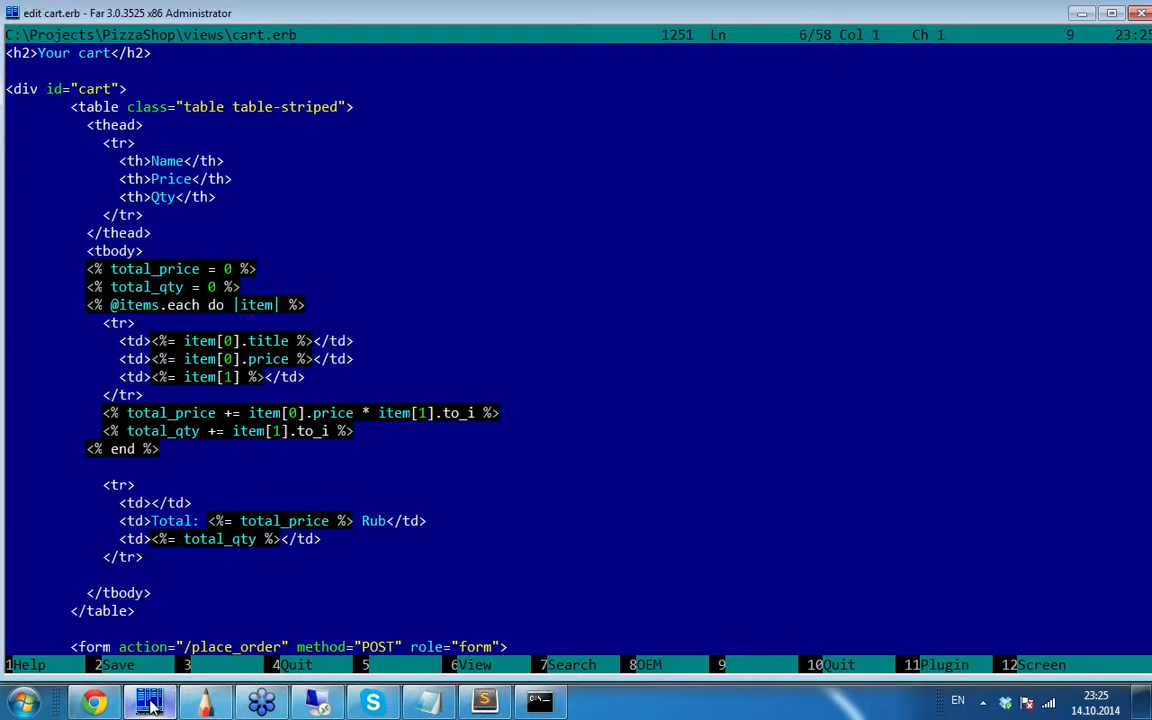 edit cart.erb - Far 3.0.3525 x86 Administrator
C:\Projects\PizzaShop\views\cart.erb 1251 Ln 6/58 Col 1 Ch 1 9 23:25
<h2>Your cart</h2>
<div id="cart">
<table class="table table-striped">
<thead>
<tr>
<th>Name</th>
<th>Price</th>
<th>Qty</th>
</tr>
</thead>
<tbody>
<% total_price = 0 %>
<% total_qty = 0 %>
<% @items.each do |item| %>
<tr>
<td><%= item[0].title %></td>
<td><%= item[0].price %></td>
<td><%= item[1] %></td>
</tr>
<% total_price += item[0].price * item[1].to_i %>
<% total_qty += item[1].to_i %>
<% end %>
<tr>
<td></td>
<td>Total: <%= total_price %> Rub</td>
<td><%= total_qty %></td>
</tr>
</tbody>
</table>
<form action="/place_order" method="POST" role="form">
1Help 2Save 3 4Quit 5 6View 7Search 8OEM 9 10Quit 11Plugin 12Screen
EN 23:25
14.10.2014